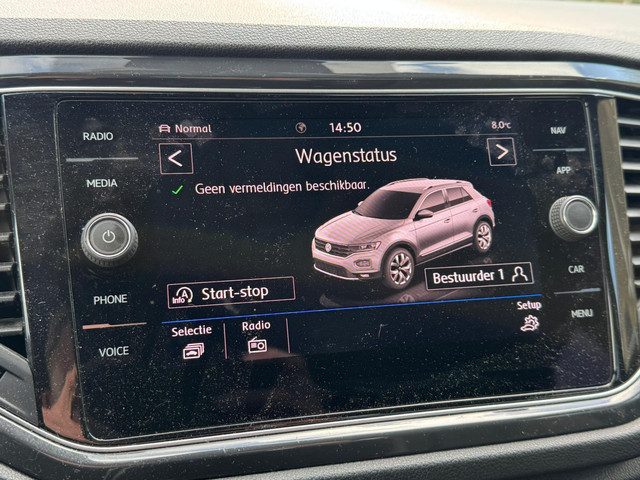 RADIO
MEDIA
PHONE
VOICE
Normal
14:50
8.0°C
<
Wagenstatus
>
Geen vermeldingen beschikbaar.
A Info Start-stop
Bestuurder 1
Selectie
Radio
Setup
NAV
APP
CAR
MENU